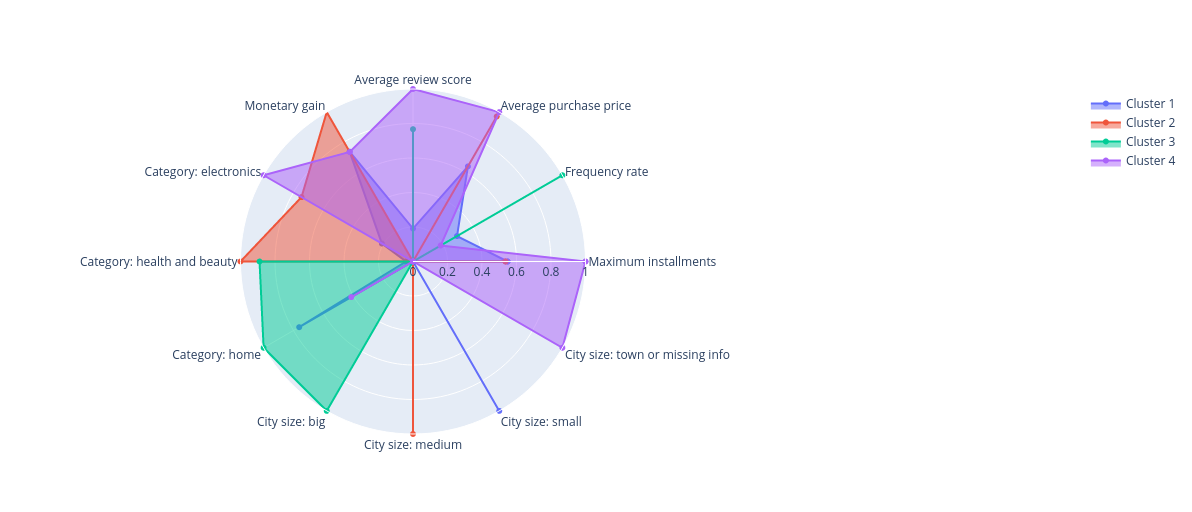 Average review score
Monetary gain
Average purchase price
Category: electronics
Frequency rate
Category: health and beauty
Maximum installments
0
0.2
0.4
0.6
0.8
1
Category: home
City size: town or missing info
City size: big
City size: small
City size: medium
Cluster 1
Cluster 2
Cluster 3
Cluster 4